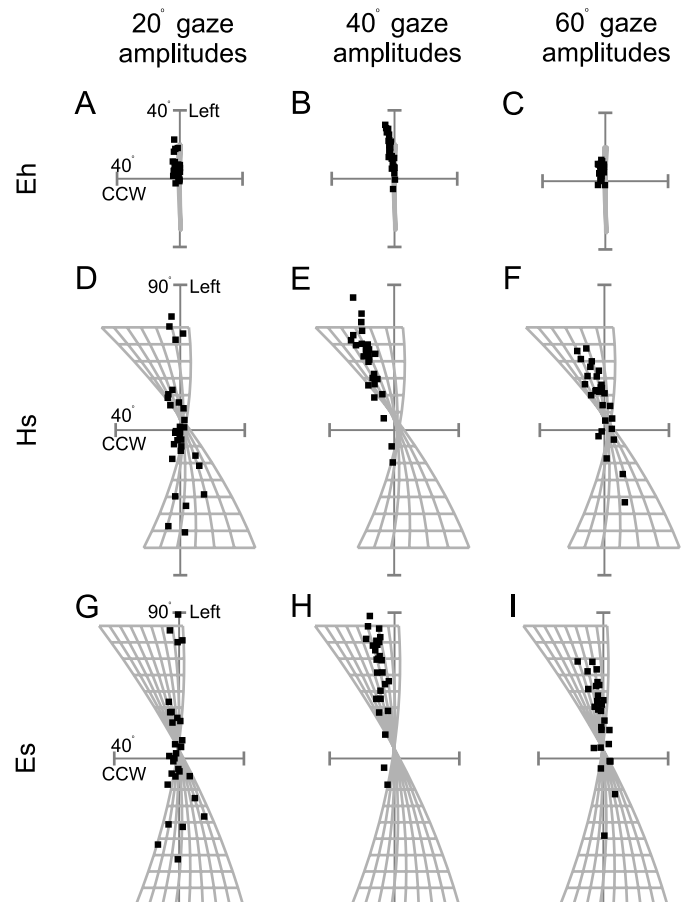 20° gaze amplitudes
40° gaze amplitudes
60° gaze amplitudes
A
B
C
40° Left
40°
CCW
Eh
D
E
F
90° Left
40°
CCW
Hs
G
H
I
90° Left
40°
CCW
Es